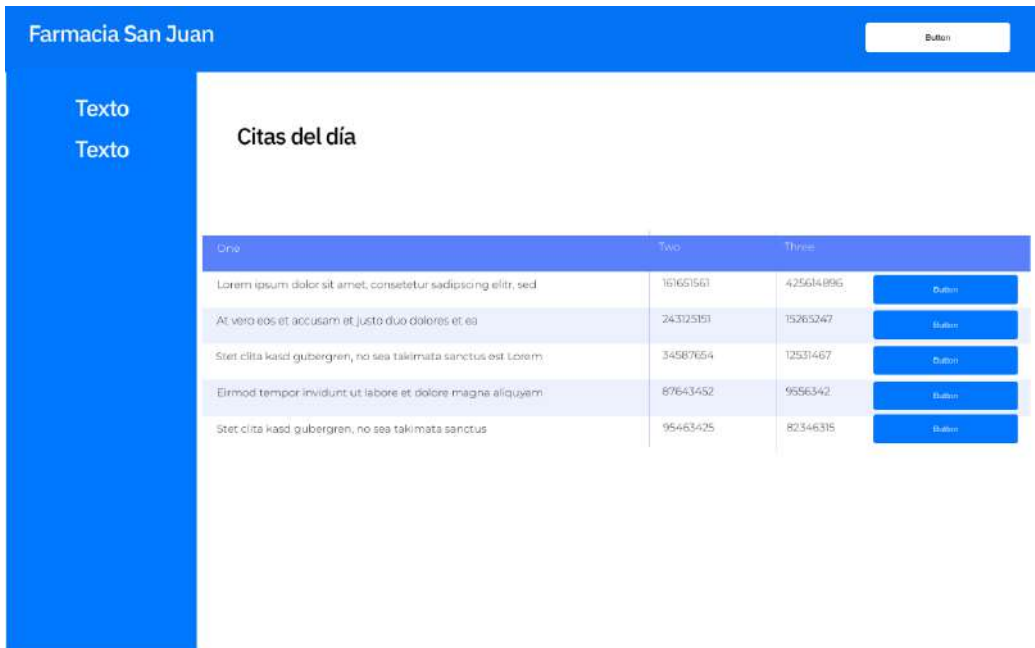 Farmacia San Juan
Button
Texto
Texto
Citas del día
One Two Three
Lorem ipsum dolor sit amet, consetetur sadipscing elitr, sed 161651561 425614896 Button
At vero eos et accusam et justo duo dolores et ea 243125151 15265247 Button
Stet clita kasd gubergren, no sea takimata sanctus est Lorem 34587654 12531467 Button
Eirmod tempor invidunt ut labore et dolore magna aliquyam 87643452 9556342 Button
Stet clita kasd gubergren, no sea takimata sanctus 95463425 82346315 Button